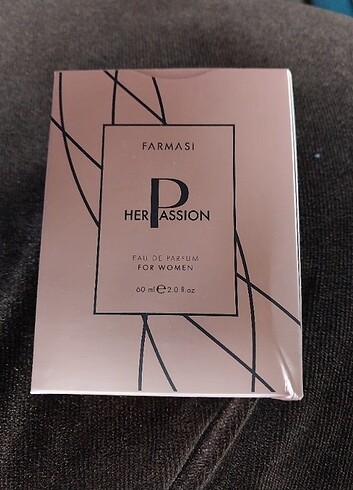 FARMASI
HER PASSION
EAU DE PARFUM
FOR WOMEN
60 ml e 2.0 fl.oz